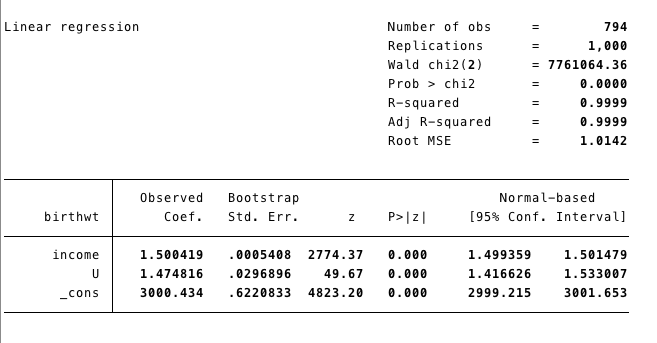 Linear regression Number of obs = 794
Replications = 1,000
Wald chi2(2) = 7761064.36
Prob > chi2 = 0.0000
R-squared = 0.9999
Adj R-squared = 0.9999
Root MSE = 1.0142
Observed Bootstrap Normal-based
birthwt Coef. Std. Err. z P>|z| [95% Conf. Interval]
income 1.500419 .0005408 2774.37 0.000 1.499359 1.501479
U 1.474816 .0296896 49.67 0.000 1.416626 1.533007
_cons 3000.434 .6220833 4823.20 0.000 2999.215 3001.653